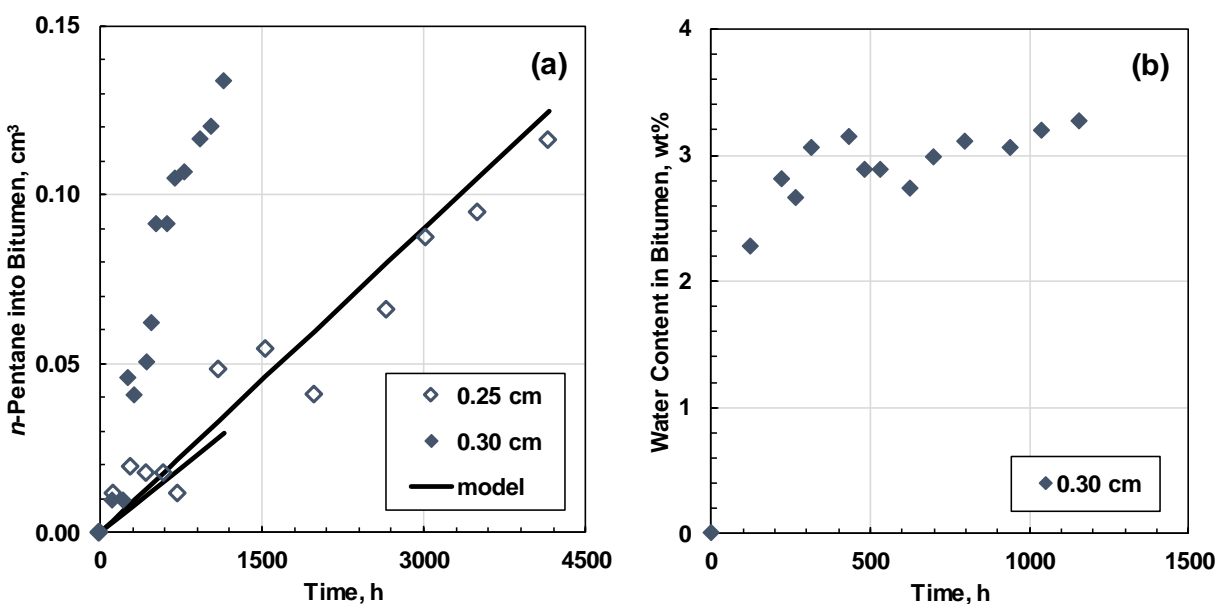 (a)
n-Pentane into Bitumen, cm³
0.15
0.10
0.05
0.00
0 1500 3000 4500
Time, h
0.25 cm
0.30 cm
model
(b)
Water Content in Bitumen, wt%
4
3
2
1
0
0 500 1000 1500
Time, h
0.30 cm